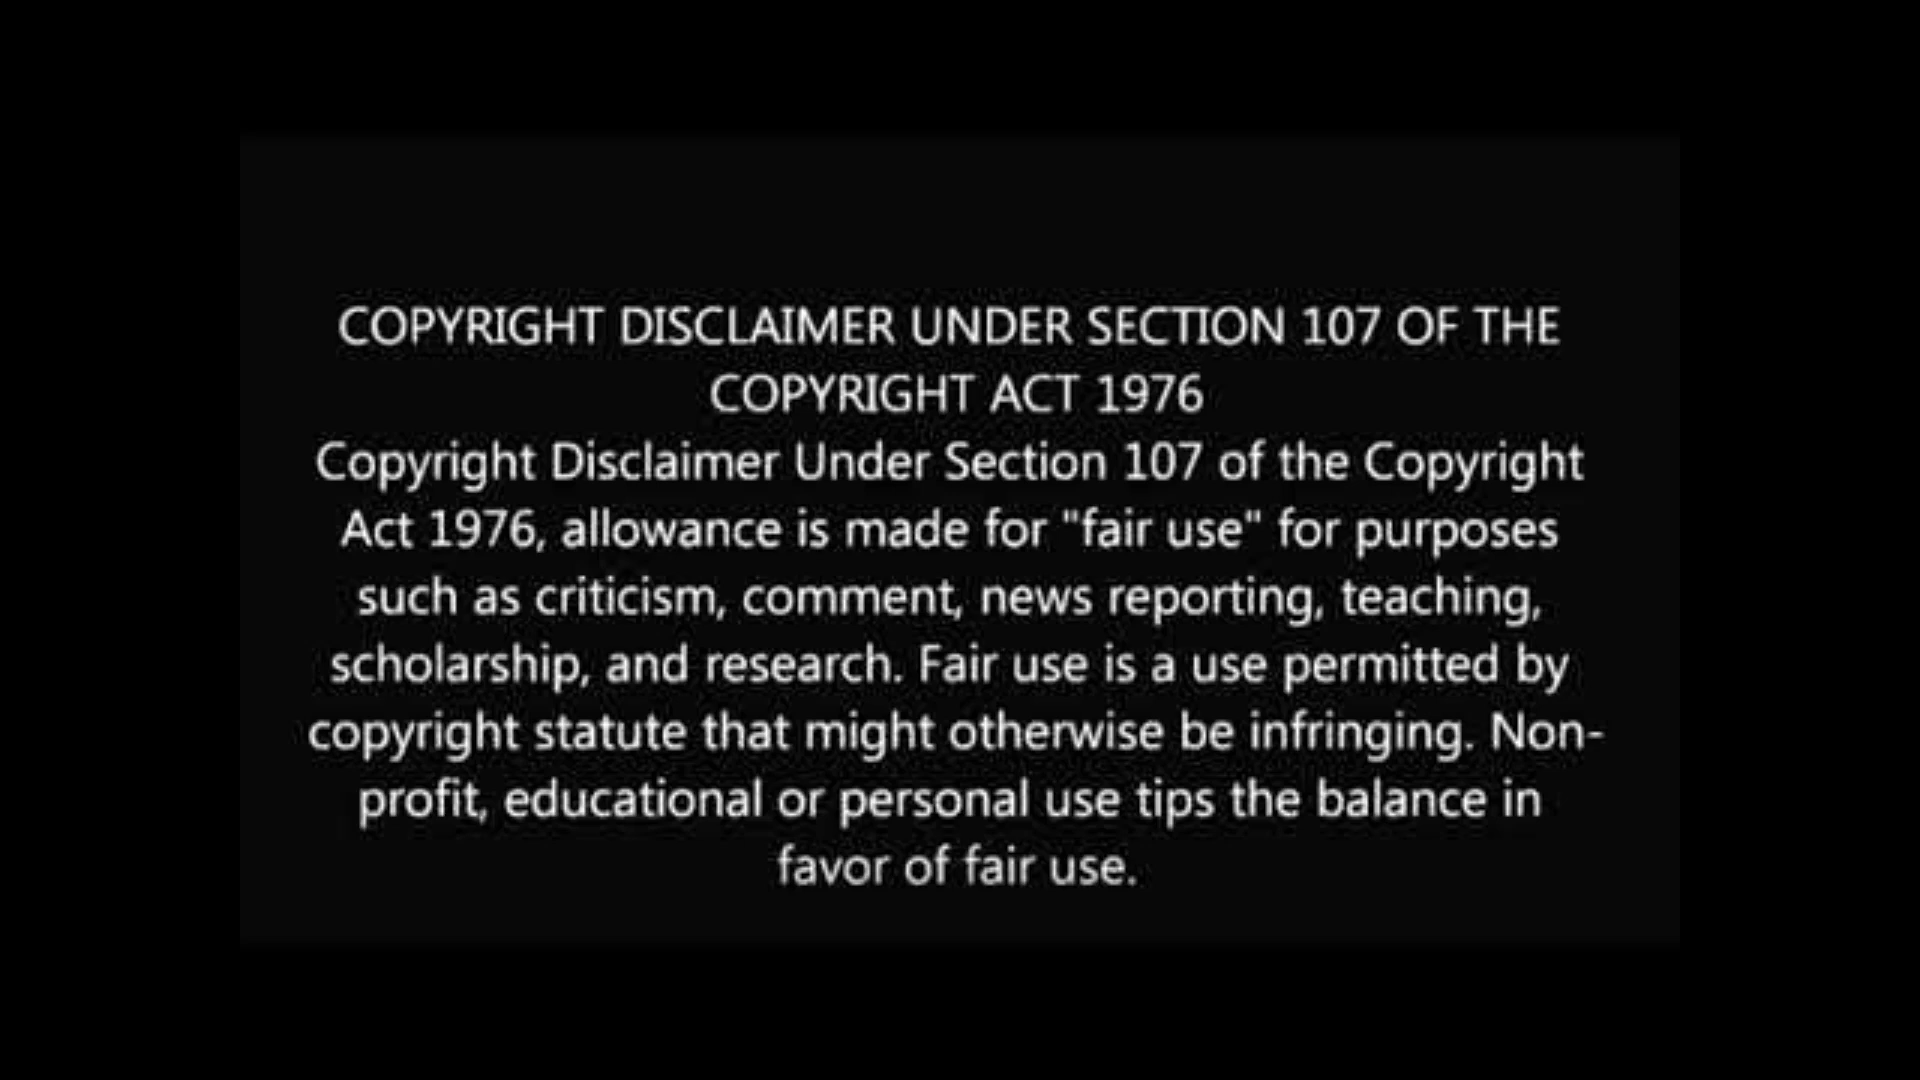 COPYRIGHT DISCLAIMER UNDER SECTION 107 OF THE
COPYRIGHT ACT 1976
Copyright Disclaimer Under Section 107 of the Copyright
Act 1976, allowance is made for "fair use" for purposes
such as criticism, comment, news reporting, teaching,
scholarship, and research. Fair use is a use permitted by
copyright statute that might otherwise be infringing. Non-
profit, educational or personal use tips the balance in
favor of fair use.